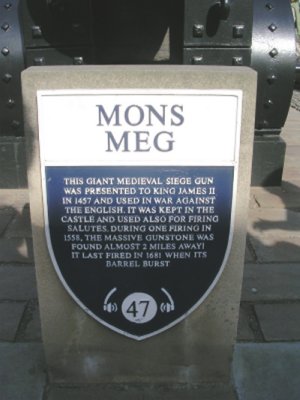 MONS
MEG
THIS GIANT MEDIEVAL SIEGE GUN
WAS PRESENTED TO KING JAMES II
IN 1457 AND USED IN WAR AGAINST
THE ENGLISH. IT WAS KEPT IN THE
CASTLE AND USED ALSO FOR FIRING
SALUTES. DURING ONE FIRING IN
1558, THE MASSIVE GUNSTONE WAS
FOUND ALMOST 2 MILES AWAY!
IT LAST FIRED IN 1681 WHEN ITS
BARREL BURST
47